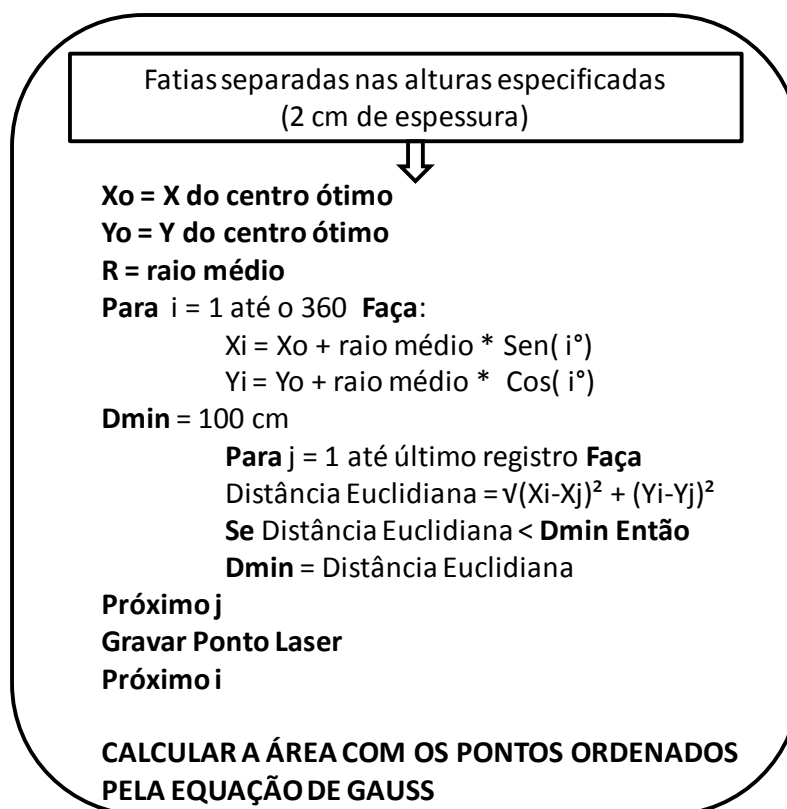 Fatias separadas nas alturas especificadas
(2 cm de espessura)
Xo = X do centro ótimo
Yo = Y do centro ótimo
R = raio médio
Para i = 1 até o 360 Faça:
Xi = Xo + raio médio * Sen( i°)
Yi = Yo + raio médio * Cos( i°)
Dmin = 100 cm
Para j = 1 até último registro Faça
Distância Euclidiana = √(Xi-Xj)² + (Yi-Yj)²
Se Distância Euclidiana < Dmin Então
Dmin = Distância Euclidiana
Próximo j
Gravar Ponto Laser
Próximo i
CALCULAR A ÁREA COM OS PONTOS ORDENADOS
PELA EQUAÇÃO DE GAUSS